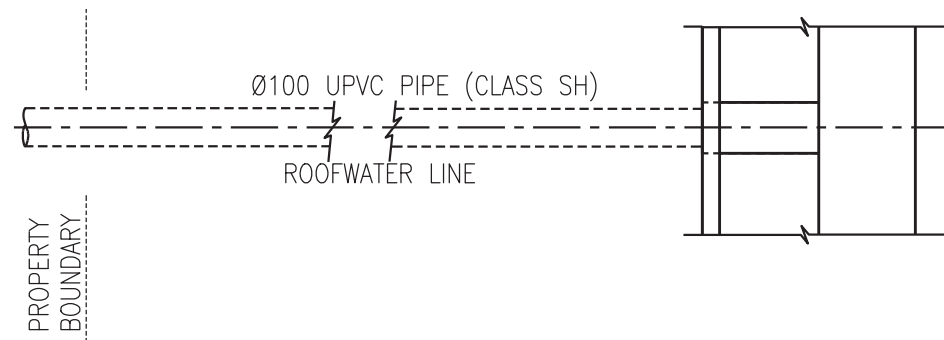 Ø100 UPVC PIPE (CLASS SH)
ROOFWATER LINE
PROPERTY
BOUNDARY